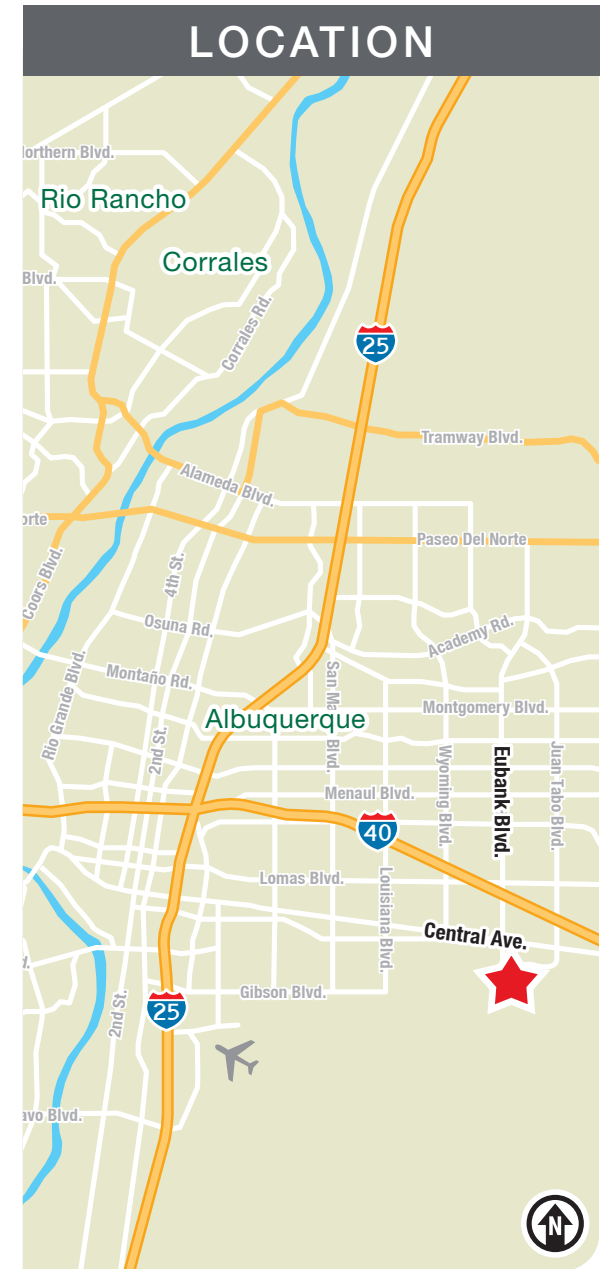 LOCATION
orthern Blvd.
Rio Rancho
Corrales
Blvd.
Corrales Rd.
25
Tramway Blvd.
Alameda Blvd.
orte
Paseo Del Norte
Coors Blvd.
4th St.
Osuna Rd.
Academy Rd.
Montaño Rd.
Rio Grande Blvd.
San Ma Blvd.
Montgomery Blvd.
Albuquerque
2nd St.
Wyoming Blvd.
Eubank Blvd.
Juan Tabo Blvd.
Menaul Blvd.
40
Lomas Blvd.
Louisiana Blvd.
Central Ave.
d.
Gibson Blvd.
25
2nd St.
avo Blvd.
N